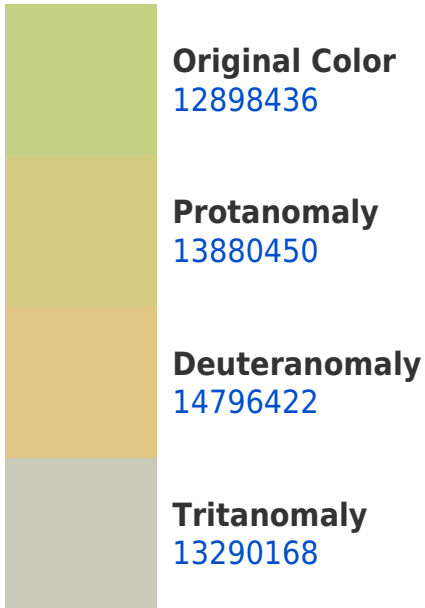 Original Color
12898436
Protanomaly
13880450
Deuteranomaly
14796422
Tritanomaly
13290168